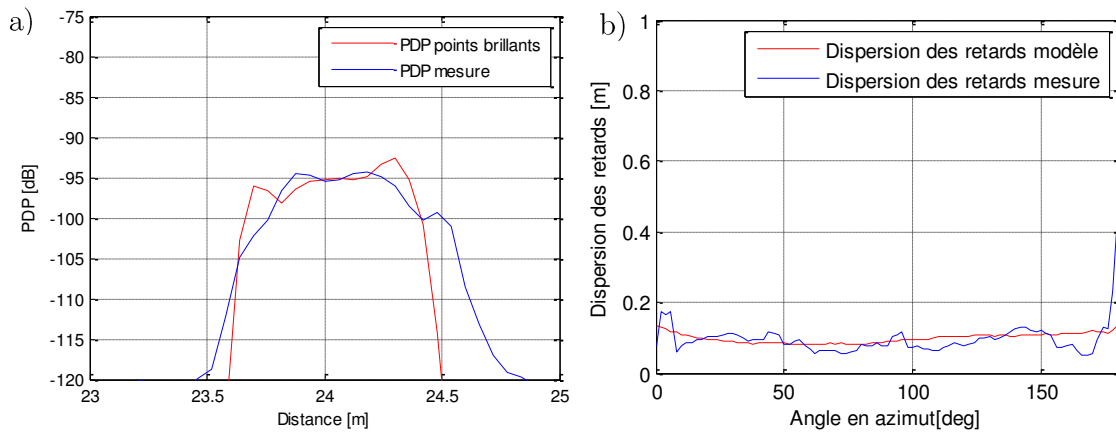 a)
PDP points brillants
PDP mesure
-75
-80
-85
-90
-95
-100
-105
-110
-115
-120
PDP [dB]
23
23.5
24
24.5
25
Distance [m]
b)
Dispersion des retards modèle
Dispersion des retards mesure
1
0.8
0.6
0.4
0.2
0
Dispersion des retards [m]
0
50
100
150
Angle en azimut[deg]